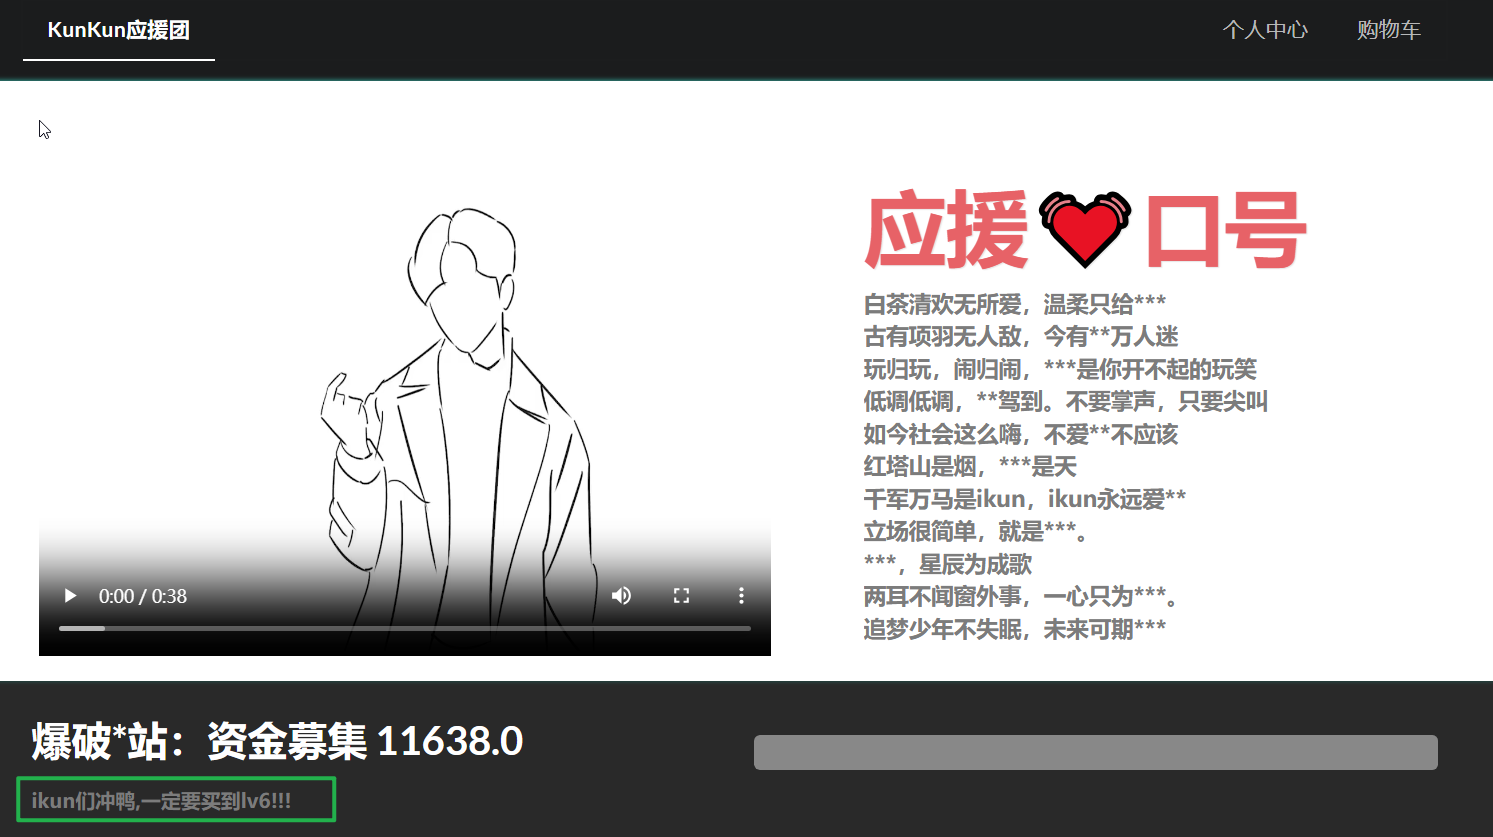 KunKun应援团
个人中心 购物车
应援 口号
白茶清欢无所爱，温柔只给***
古有项羽无人敌，今有**万人迷
玩归玩，闹归闹，***是你开不起的玩笑
低调低调，**驾到。不要掌声，只要尖叫
如今社会这么嗨，不爱**不应该
红塔山是烟，***是天
千军万马是ikun，ikun永远爱**
立场很简单，就是***。
***，星辰为成歌
两耳不闻窗外事，一心只为***。
追梦少年不失眠，未来可期***
0:00 / 0:38
爆破*站：资金募集 11638.0
ikun们冲鸭,一定要买到lv6!!!